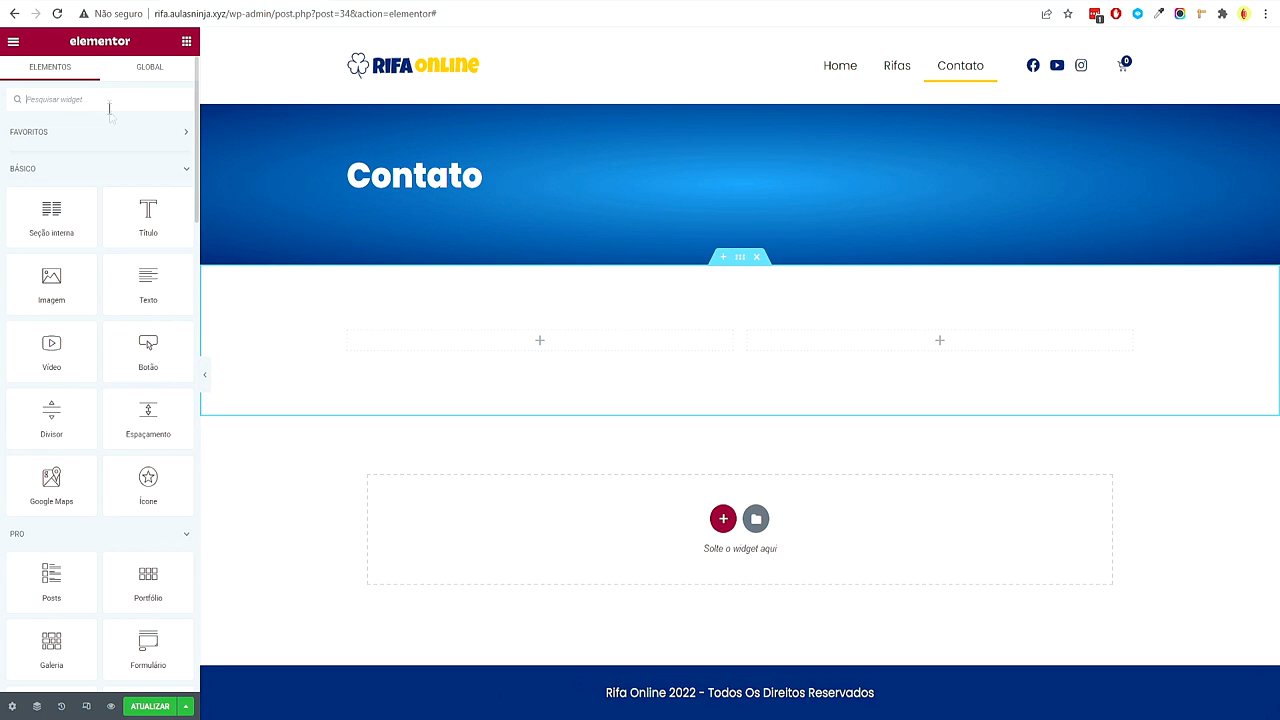 Não seguro
rifa.aulasninja.xyz/wp-admin/post.php?post=34&action=elementor#
1
elementor
ELEMENTOS
GLOBAL
Pesquisar widget
FAVORITOS
BÁSICO
Seção interna
Título
Imagem
Texto
Vídeo
Botão
Divisor
Espaçamento
Google Maps
Ícone
PRO
Posts
Portfólio
Galeria
Formulário
ATUALIZAR
RIFA ONLINE
Home
Rifas
Contato
0
Contato
Solte o widget aqui
Rifa Online 2022 - Todos Os Direitos Reservados